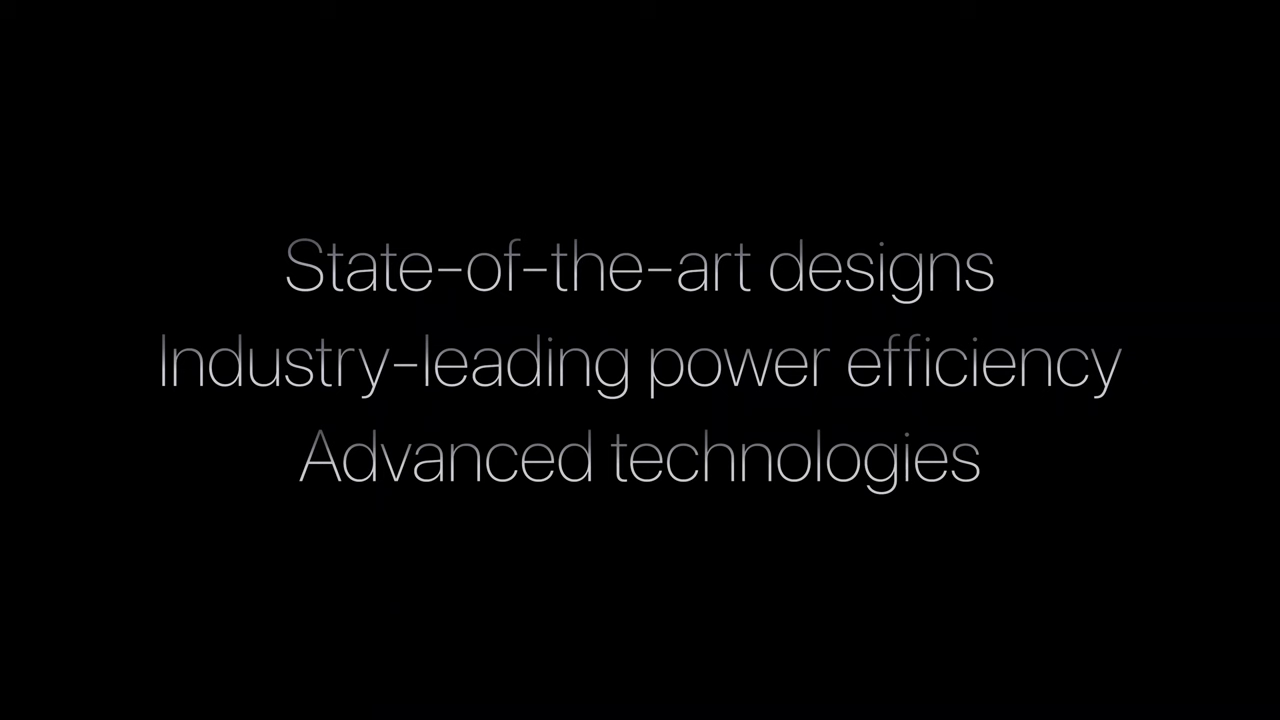 State-of-the-art designs
Industry-leading power efficiency
Advanced technologies